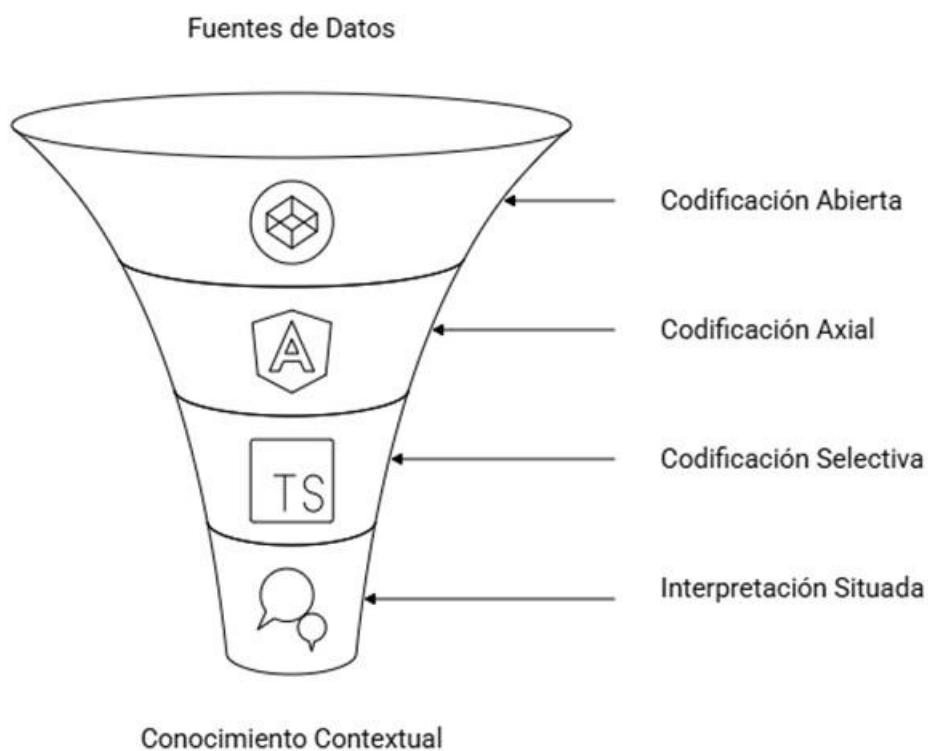 Fuentes de Datos
Codificación Abierta
A
Codificación Axial
TS
Codificación Selectiva
Interpretación Situada
Conocimiento Contextual